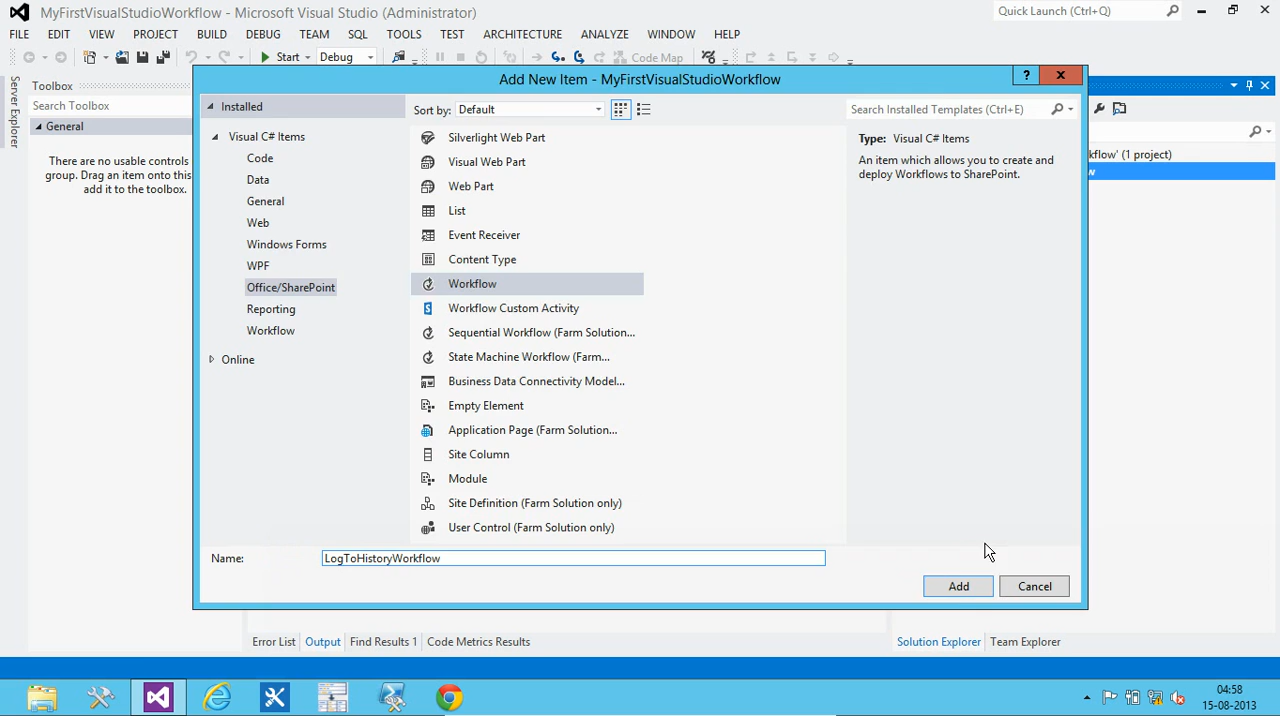 MyFirstVisualStudioWorkflow - Microsoft Visual Studio (Administrator)
Quick Launch (Ctrl+Q)
FILE EDIT VIEW PROJECT BUILD DEBUG TEAM SQL TOOLS TEST ARCHITECTURE ANALYZE WINDOW HELP
Start Debug Code Map
Server Explorer
Toolbox
Search Toolbox
General
There are no usable controls
group. Drag an item onto this
add it to the toolbox.
Add New Item - MyFirstVisualStudioWorkflow
?
Installed
Visual C# Items
Code
Data
General
Web
Windows Forms
WPF
Office/SharePoint
Reporting
Workflow
Online
Sort by: Default
Silverlight Web Part
Visual Web Part
Web Part
List
Event Receiver
Content Type
Workflow
Workflow Custom Activity
Sequential Workflow (Farm Solution...
State Machine Workflow (Farm...
Business Data Connectivity Model...
Empty Element
Application Page (Farm Solution...
Site Column
Module
Site Definition (Farm Solution only)
User Control (Farm Solution only)
Search Installed Templates (Ctrl+E)
Type: Visual C# Items
An item which allows you to create and
deploy Workflows to SharePoint.
Name: LogToHistoryWorkflow
Add Cancel
kflow' (1 project)
w
Error List Output Find Results 1 Code Metrics Results
Solution Explorer Team Explorer
04:58
15-08-2013